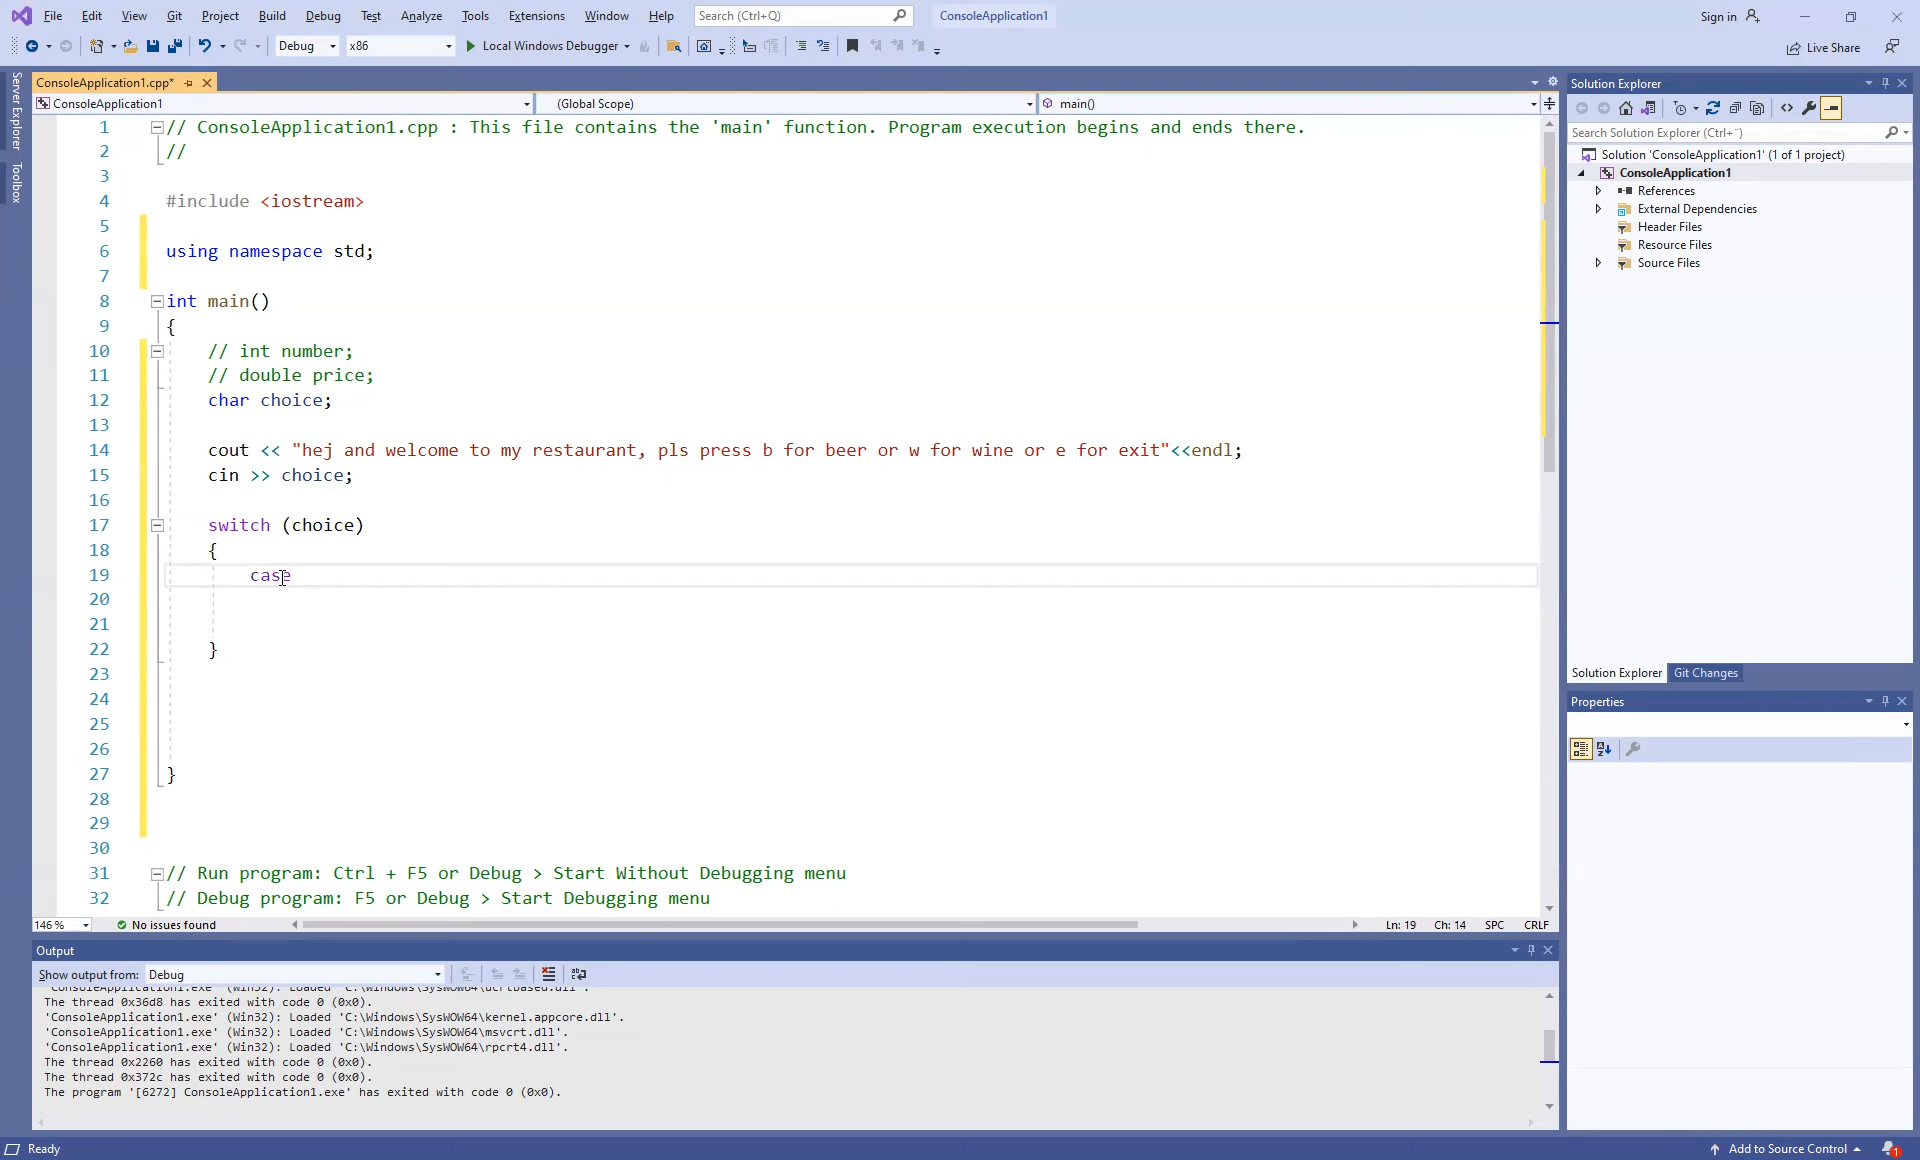 File Edit View Git Project Build Debug Test Analyze Tools Extensions Window Help Search (Ctrl+Q) ConsoleApplication1 Sign in
Debug x86 Local Windows Debugger Live Share
Server Explorer
Toolbox
ConsoleApplication1.cpp*
ConsoleApplication1 (Global Scope) main()
1 // ConsoleApplication1.cpp : This file contains the 'main' function. Program execution begins and ends there.
2 //
3
4 #include <iostream>
5
6 using namespace std;
7
8 int main()
9 {
10 // int number;
11 // double price;
12 char choice;
13
14 cout << "hej and welcome to my restaurant, pls press b for beer or w for wine or e for exit"<<endl;
15 cin >> choice;
16
17 switch (choice)
18 {
19 case
20
21
22 }
23
24
25
26
27 }
28
29
30
31 // Run program: Ctrl + F5 or Debug > Start Without Debugging menu
32 // Debug program: F5 or Debug > Start Debugging menu
146 % No issues found Ln: 19 Ch: 14 SPC CRLF
Output
Show output from: Debug
'ConsoleApplication1.exe' (Win32): Loaded 'C:\Windows\SysWOW64\ucrtbased.dll'.
The thread 0x36d8 has exited with code 0 (0x0).
'ConsoleApplication1.exe' (Win32): Loaded 'C:\Windows\SysWOW64\kernel.appcore.dll'.
'ConsoleApplication1.exe' (Win32): Loaded 'C:\Windows\SysWOW64\msvcrt.dll'.
'ConsoleApplication1.exe' (Win32): Loaded 'C:\Windows\SysWOW64\rpcrt4.dll'.
The thread 0x2260 has exited with code 0 (0x0).
The thread 0x372c has exited with code 0 (0x0).
The program '[6272] ConsoleApplication1.exe' has exited with code 0 (0x0).
Solution Explorer
Search Solution Explorer (Ctrl+¨)
Solution 'ConsoleApplication1' (1 of 1 project)
ConsoleApplication1
References
External Dependencies
Header Files
Resource Files
Source Files
Solution Explorer Git Changes
Properties
Ready Add to Source Control 1